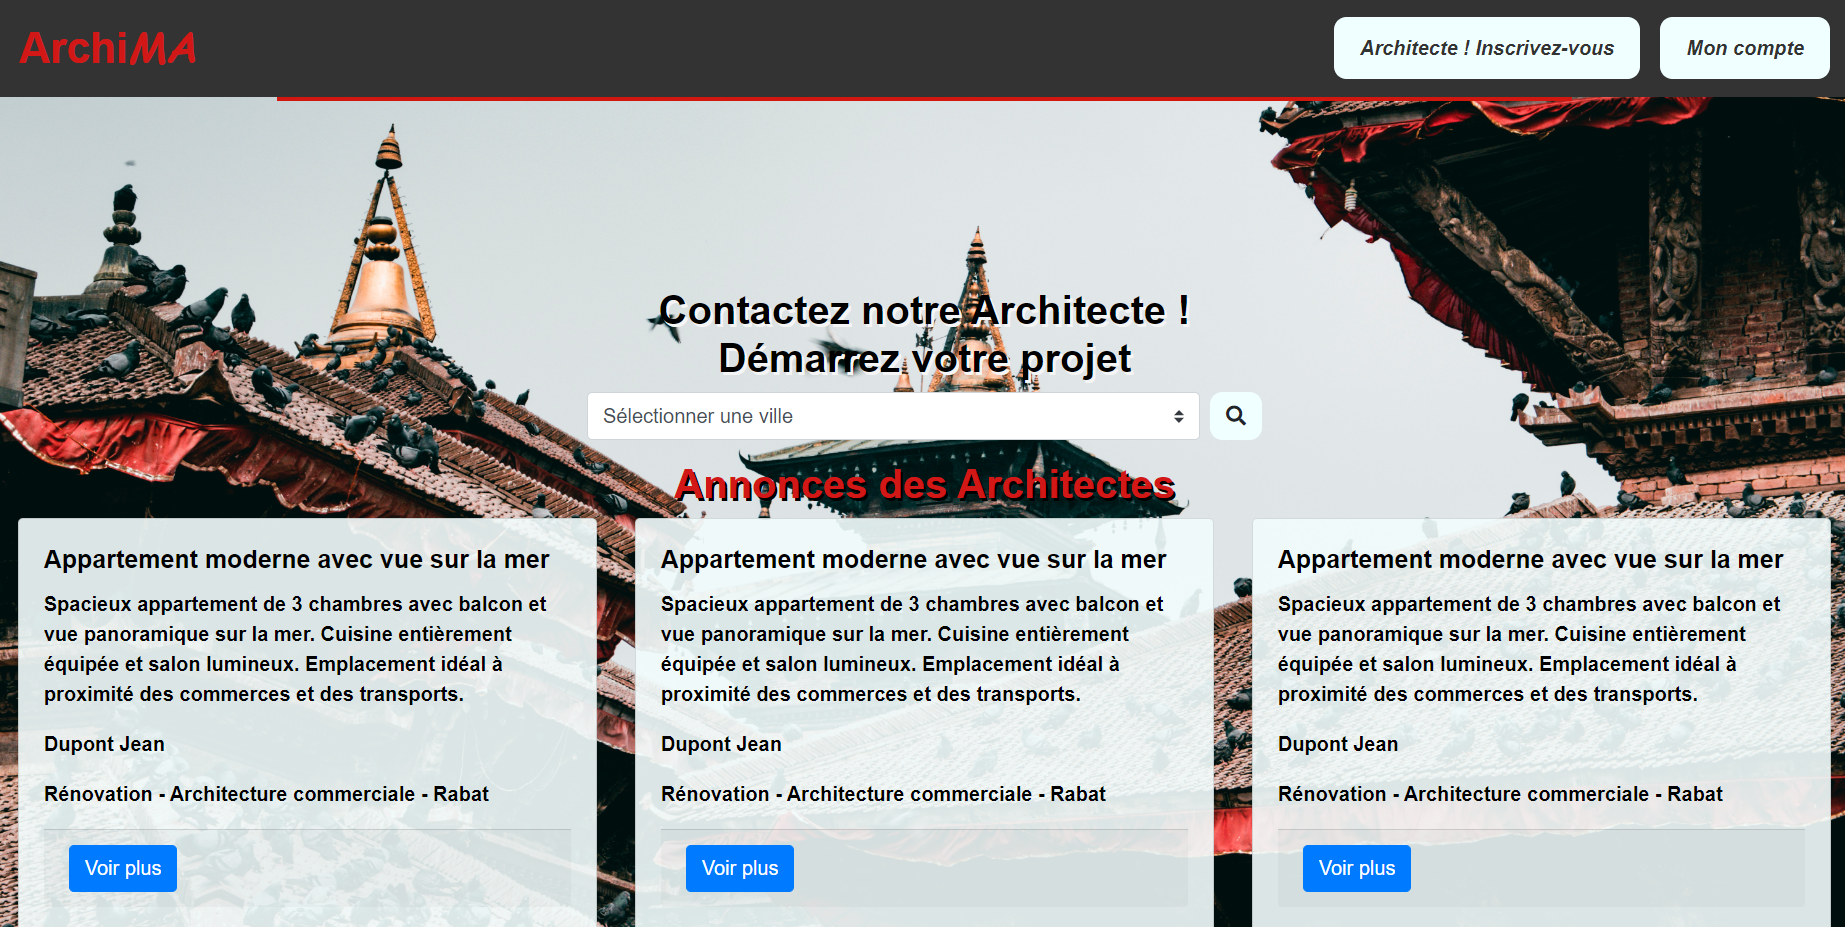 ArchiMA
Architecte ! Inscrivez-vous
Mon compte
Contactez notre Architecte !
Démarrez votre projet
Sélectionner une ville
Annonces des Architectes
Appartement moderne avec vue sur la mer
Spacieux appartement de 3 chambres avec balcon et
vue panoramique sur la mer. Cuisine entièrement
équipée et salon lumineux. Emplacement idéal à
proximité des commerces et des transports.
Dupont Jean
Rénovation - Architecture commerciale - Rabat
Voir plus
Appartement moderne avec vue sur la mer
Spacieux appartement de 3 chambres avec balcon et
vue panoramique sur la mer. Cuisine entièrement
équipée et salon lumineux. Emplacement idéal à
proximité des commerces et des transports.
Dupont Jean
Rénovation - Architecture commerciale - Rabat
Voir plus
Appartement moderne avec vue sur la mer
Spacieux appartement de 3 chambres avec balcon et
vue panoramique sur la mer. Cuisine entièrement
équipée et salon lumineux. Emplacement idéal à
proximité des commerces et des transports.
Dupont Jean
Rénovation - Architecture commerciale - Rabat
Voir plus